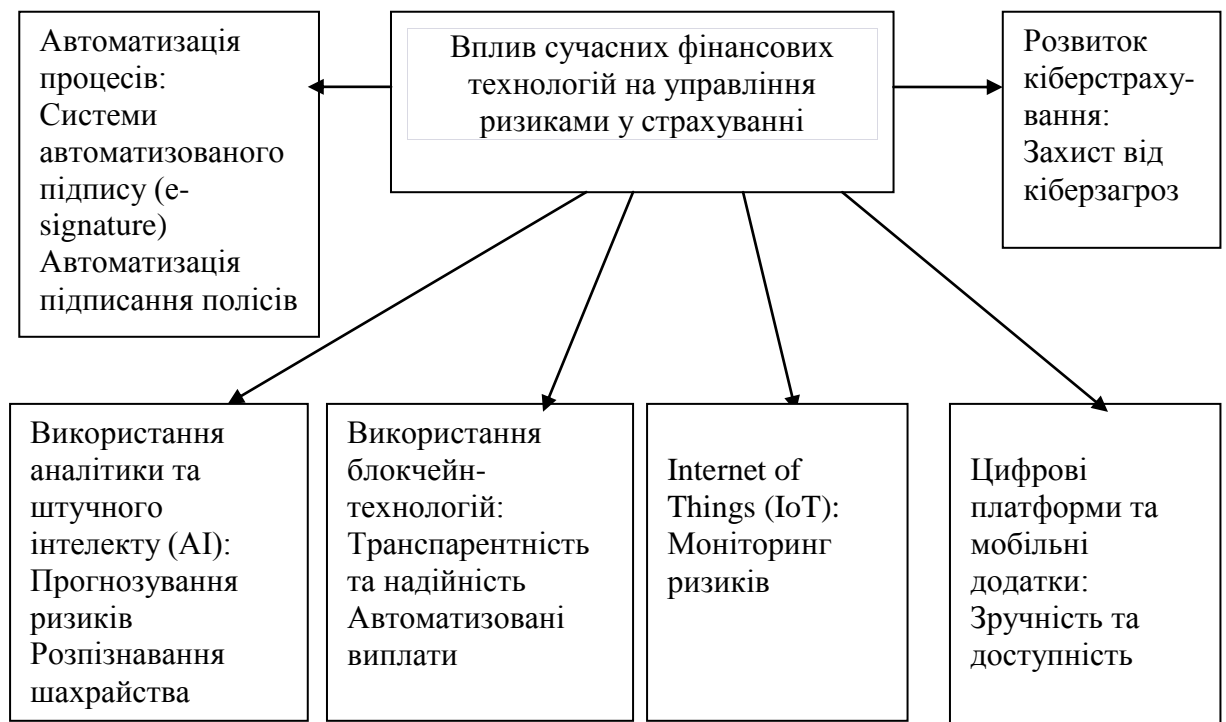 Автоматизація
процесів:
Системи
автоматизованого
підпису (e-
signature)
Автоматизація
підписання полісів
Вплив сучасних фінансових
технологій на управління
ризиками у страхуванні
Розвиток
кіберстраху-
вання:
Захист від
кіберзагроз
Використання
аналітики та
штучного
інтелекту (AI):
Прогнозування
ризиків
Розпізнавання
шахрайства
Використання
блокчейн-
технологій:
Транспарентність
та надійність
Автоматизовані
виплати
Internet of
Things (IoT):
Моніторинг
ризиків
Цифрові
платформи та
мобільні
додатки:
Зручність та
доступність